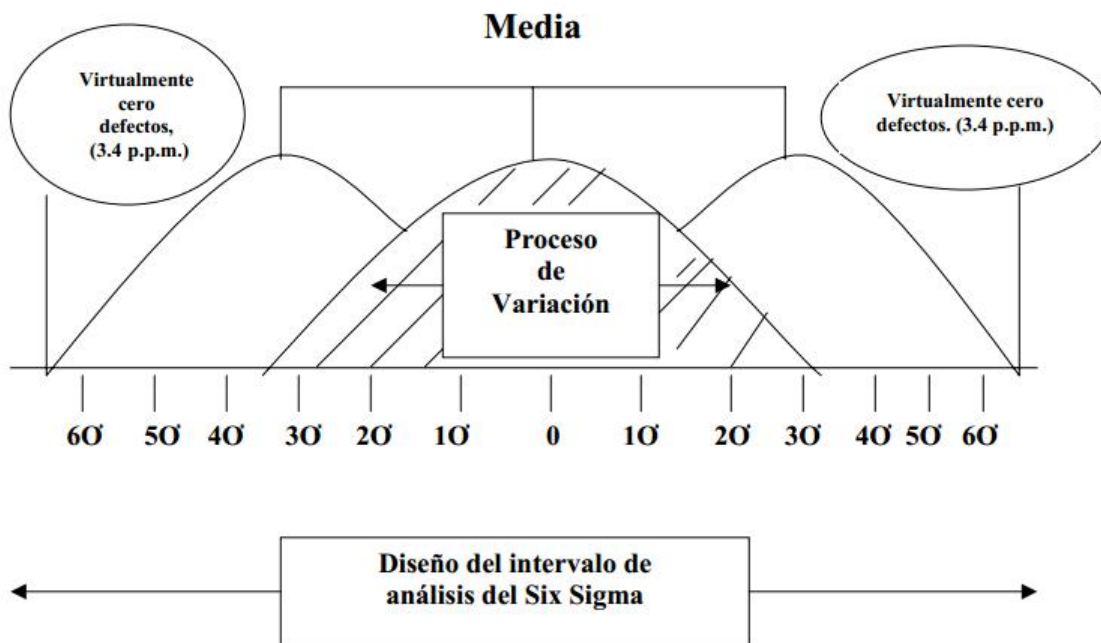 Media
Virtualmente
cero
defectos,
(3.4 p.p.m.)
Virtualmente cero
defectos. (3.4 p.p.m.)
Proceso
de
Variación
6Ơ 5Ơ 4Ơ 3Ơ 2Ơ 1Ơ 0 1Ơ 2Ơ 3Ơ 4Ơ 5Ơ 6Ơ
Diseño del intervalo de
análisis del Six Sigma